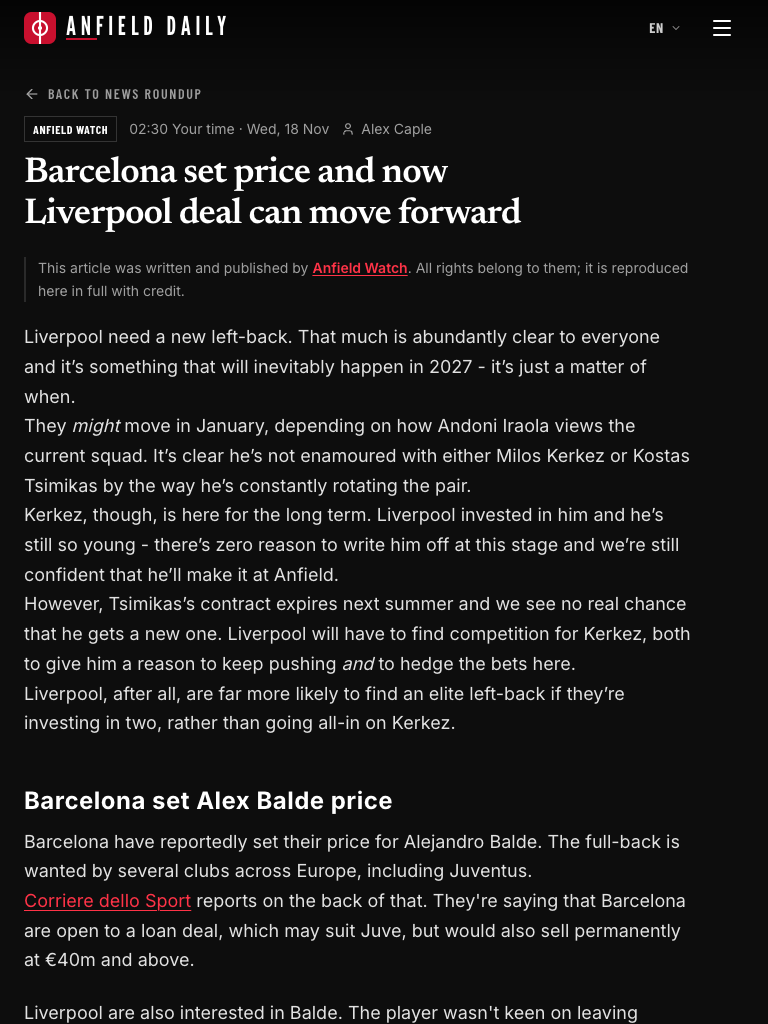 ANFIELD DAILY
EN
BACK TO NEWS ROUNDUP
ANFIELD WATCH 02:30 Your time · Wed, 18 Nov Alex Caple
Barcelona set price and now
Liverpool deal can move forward
This article was written and published by Anfield Watch. All rights belong to them; it is reproduced
here in full with credit.
Liverpool need a new left-back. That much is abundantly clear to everyone
and it’s something that will inevitably happen in 2027 - it’s just a matter of
when.
They might move in January, depending on how Andoni Iraola views the
current squad. It’s clear he’s not enamoured with either Milos Kerkez or Kostas
Tsimikas by the way he’s constantly rotating the pair.
Kerkez, though, is here for the long term. Liverpool invested in him and he’s
still so young - there’s zero reason to write him off at this stage and we’re still
confident that he’ll make it at Anfield.
However, Tsimikas’s contract expires next summer and we see no real chance
that he gets a new one. Liverpool will have to find competition for Kerkez, both
to give him a reason to keep pushing and to hedge the bets here.
Liverpool, after all, are far more likely to find an elite left-back if they’re
investing in two, rather than going all-in on Kerkez.
Barcelona set Alex Balde price
Barcelona have reportedly set their price for Alejandro Balde. The full-back is
wanted by several clubs across Europe, including Juventus.
Corriere dello Sport reports on the back of that. They're saying that Barcelona
are open to a loan deal, which may suit Juve, but would also sell permanently
at €40m and above.
Liverpool are also interested in Balde. The player wasn't keen on leaving